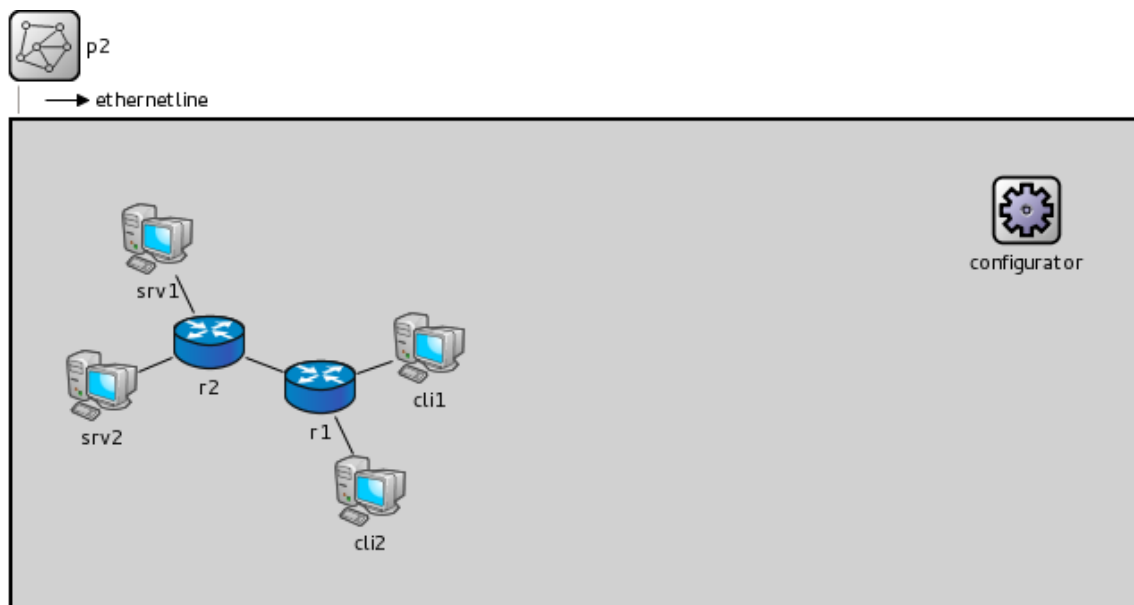 p2
ethernetline
configurator
srv1
r2
cli1
srv2
r1
cli2